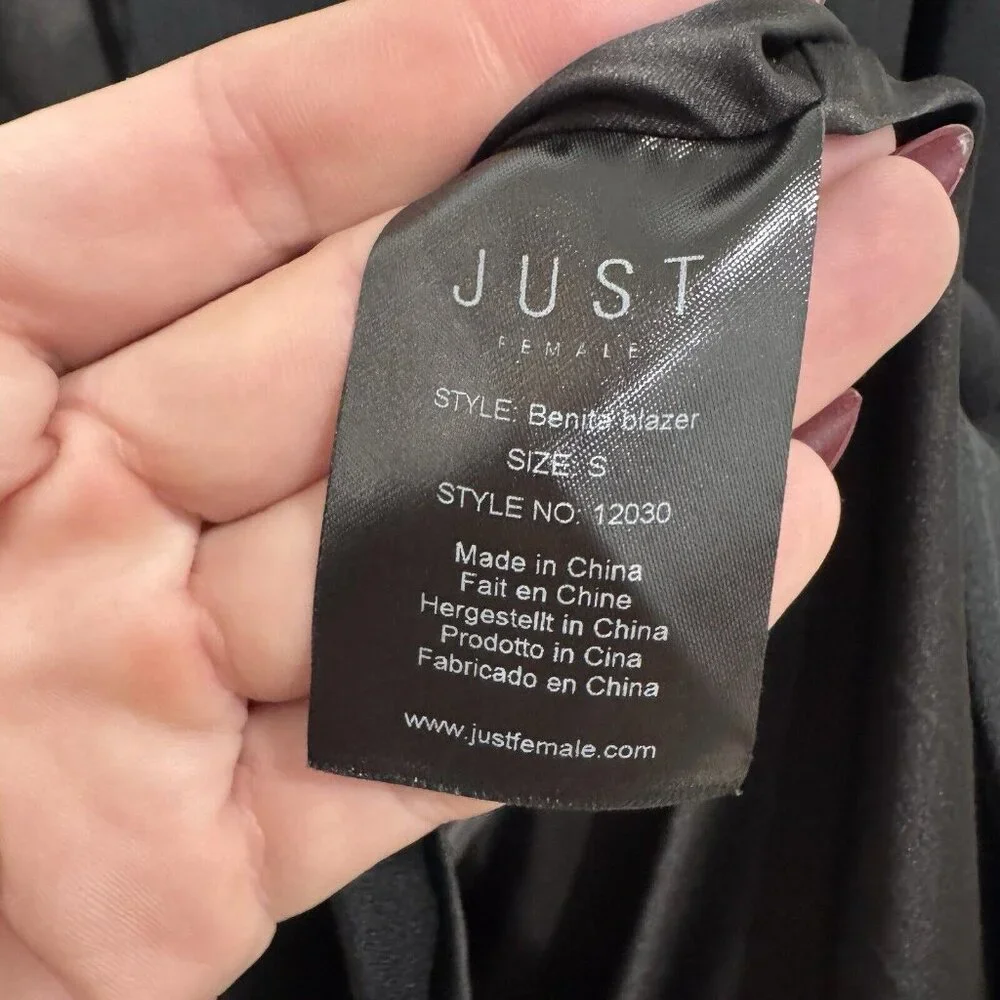 JUST
FEMALE
STYLE: Benita blazer
SIZE: S
STYLE NO: 12030
Made in China
Fait en Chine
Hergestellt in China
Prodotto in Cina
Fabricado en China
www.justfemale.com